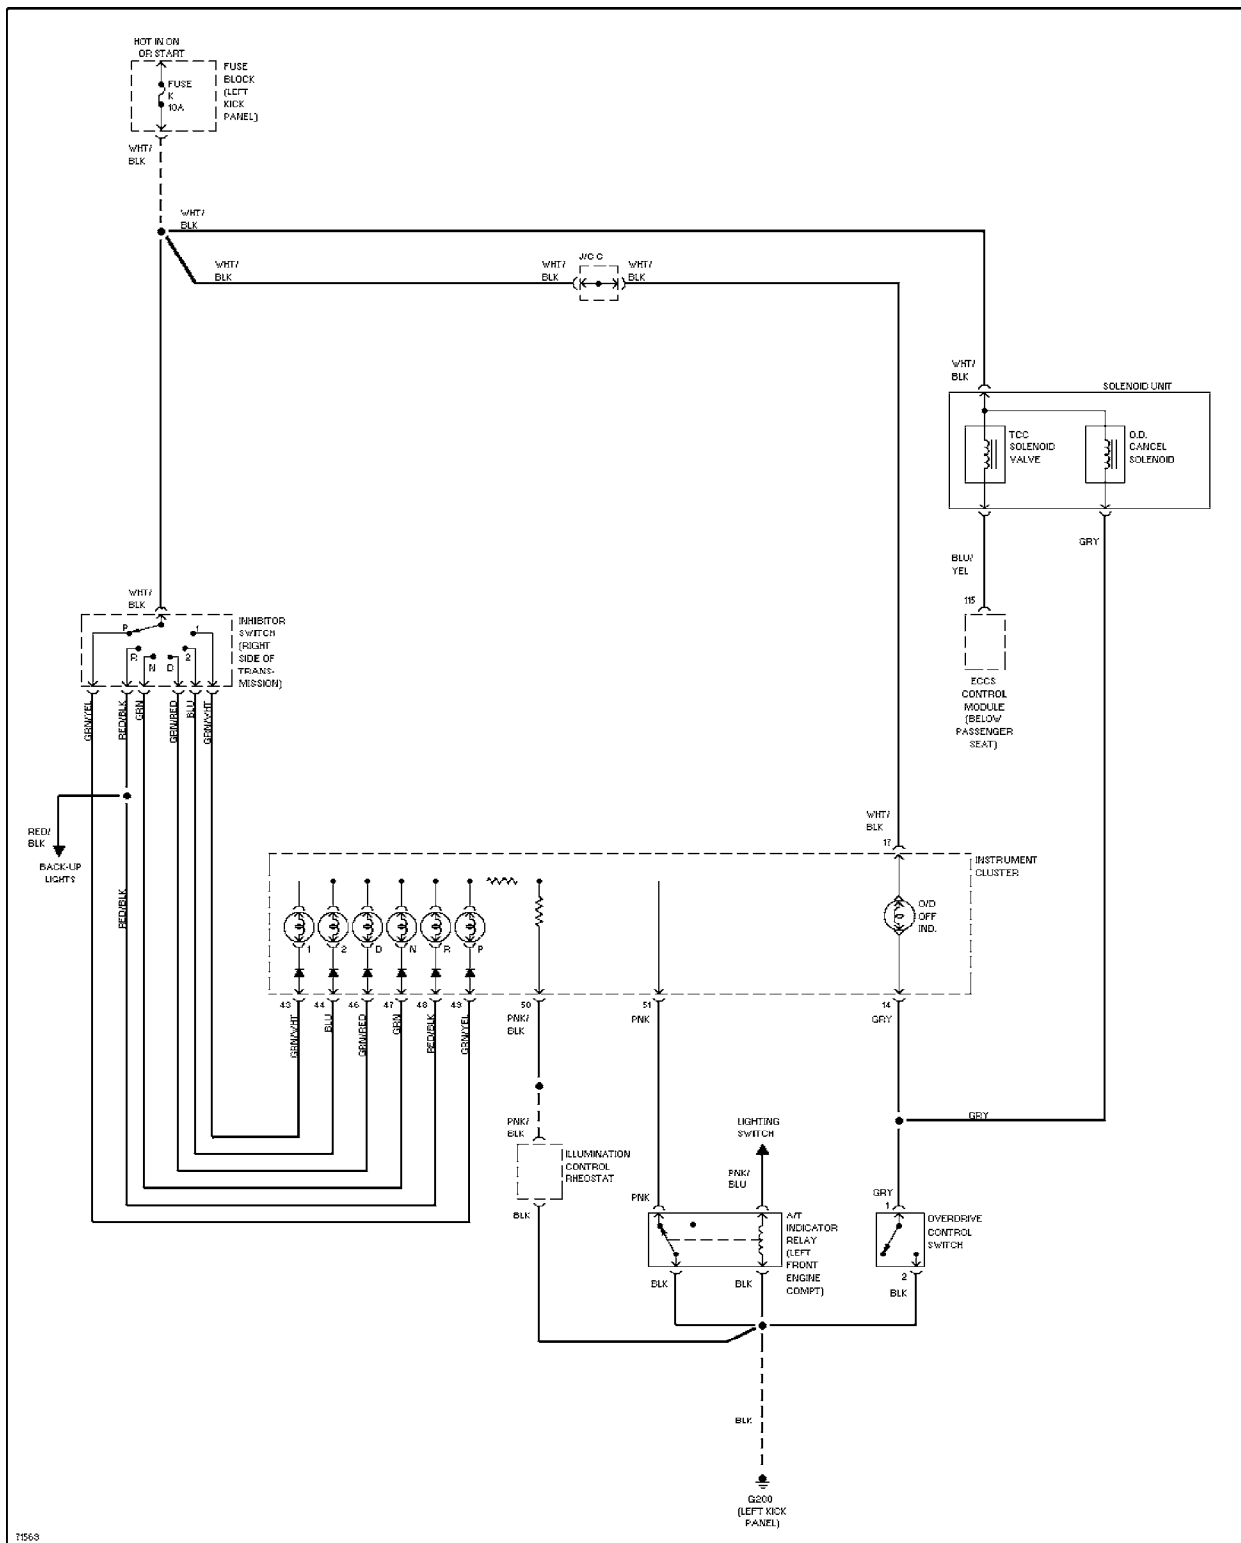 HOT IN ON
OR START
FUSE
BLOCK
(LEFT
KICK
PANEL)
FUSE
K
10A
WHT/
BLK
WHT/
BLK
WHT/
BLK
WHT/
BLK
J/C C
WHT/
BLK
WHT/
BLK
SOLENOID UNIT
TCC
SOLENOID
VALVE
O.D.
CANCEL
SOLENOID
BLU/
YEL
GRY
115
ECCS
CONTROL
MODULE
(BELOW
PASSENGER
SEAT)
WHT/
BLK
INHIBITOR
SWITCH
(RIGHT
SIDE OF
TRANS-
MISSION)
P
R
N
D
2
1
GRN/YEL
RED/BLK
GRN
GRN/RED
BLU
GRN/WHT
RED/
BLK
BACK-UP
LIGHTS
RED/BLK
WHT/
BLK
17
INSTRUMENT
CLUSTER
O/D
OFF
IND.
1
2
D
N
R
P
43
44
46
47
48
49
50
51
14
GRN/WHT
BLU
GRN/RED
GRN
RED/BLK
GRN/YEL
PNK/
BLK
PNK
GRY
GRY
PNK/
BLK
ILLUMINATION
CONTROL
RHEOSTAT
BLK
LIGHTING
SWITCH
PNK/
BLU
PNK
A/T
INDICATOR
RELAY
(LEFT
FRONT
ENGINE
COMPT)
GRY
1
OVERDRIVE
CONTROL
SWITCH
2
BLK
BLK
BLK
BLK
G200
(LEFT KICK
PANEL)
71563